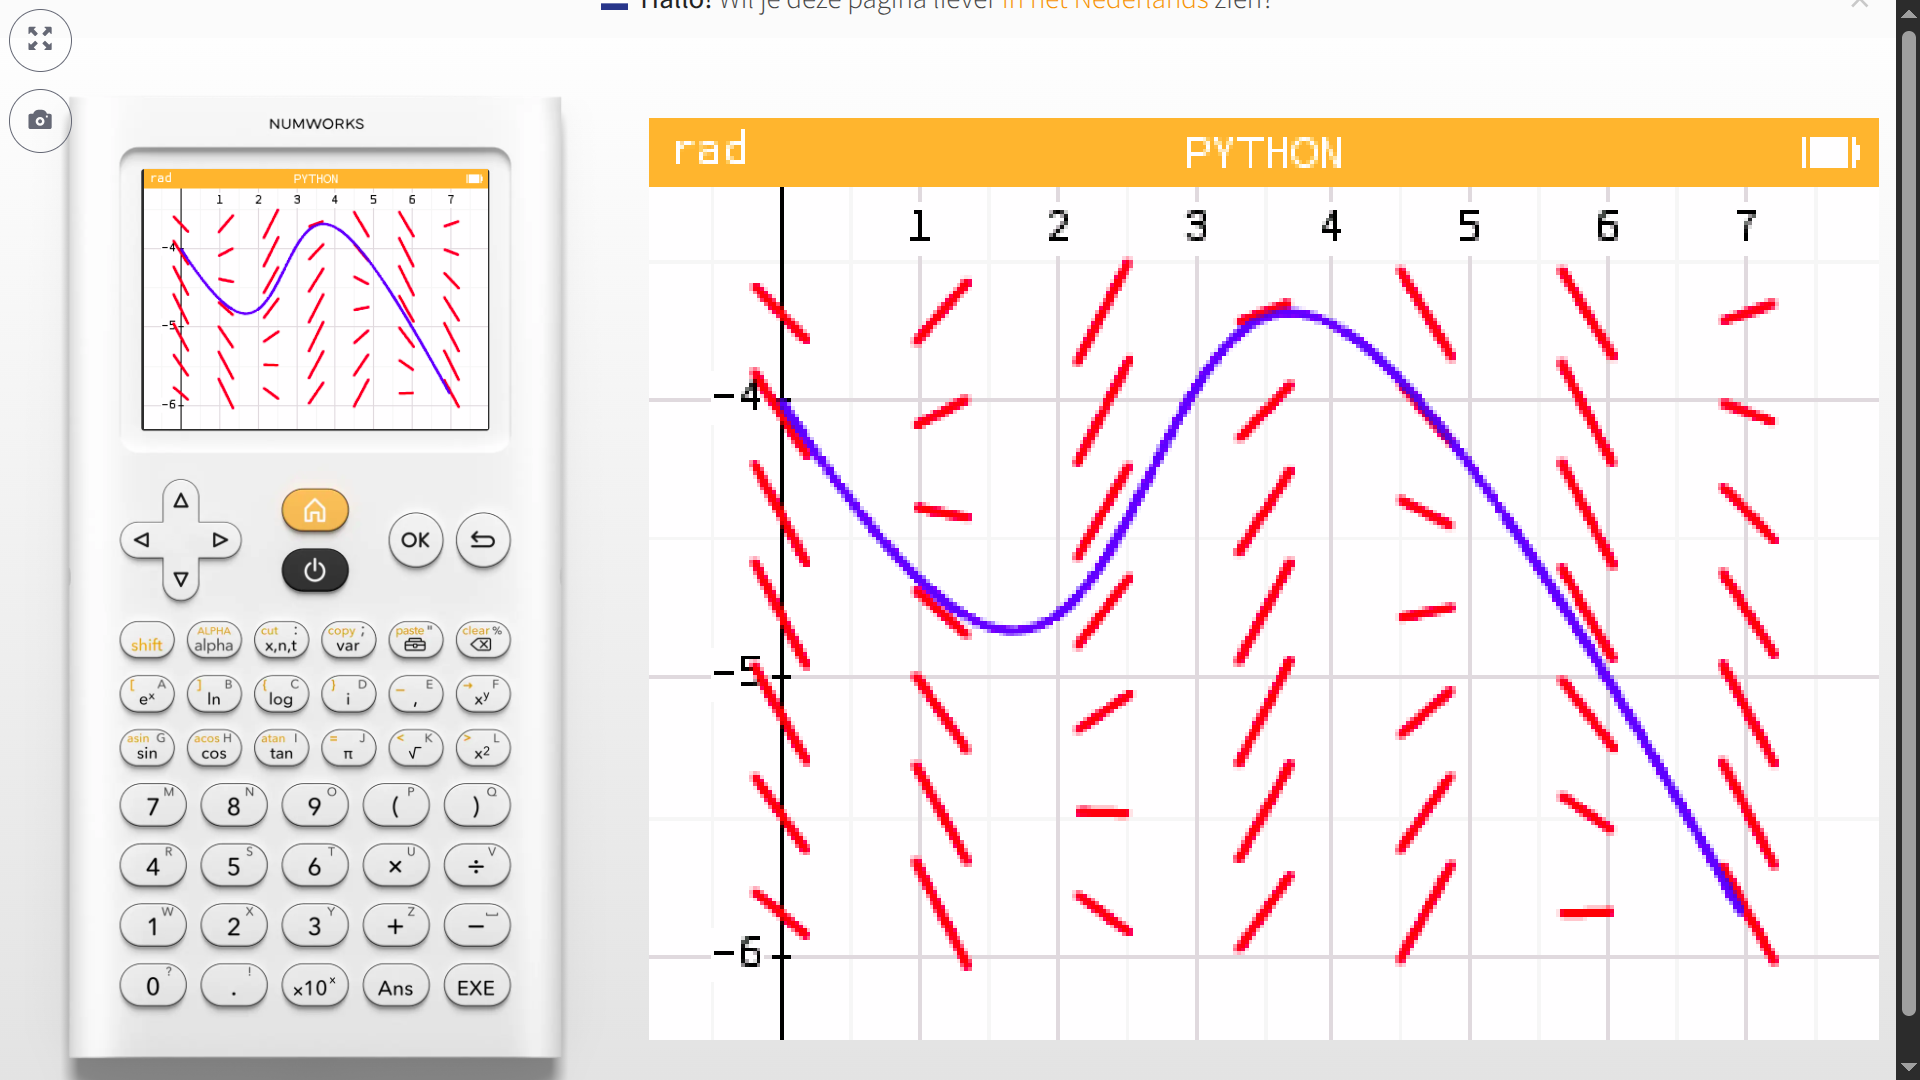 Hallo! Wil je deze pagina liever in het Nederlands zien?
NUMWORKS
rad PYTHON
1 2 3 4 5 6 7
-4
-5
-6
rad PYTHON
1 2 3 4 5 6 7
-4
-5
-6
OK
shift
ALPHA alpha
cut : x,n,t
copy ; var
paste "
clear %
[ A e^x
] B ln
{ C log
} D i
_ E ,
→ F x^y
asin G sin
acos H cos
atan I tan
= J π
< K √
> L x²
7 M
8 N
9 O
( P
) Q
4 R
5 S
6 T
× U
÷ V
1 W
2 X
3 Y
+ Z
−
0 ?
. !
×10^x
Ans
EXE